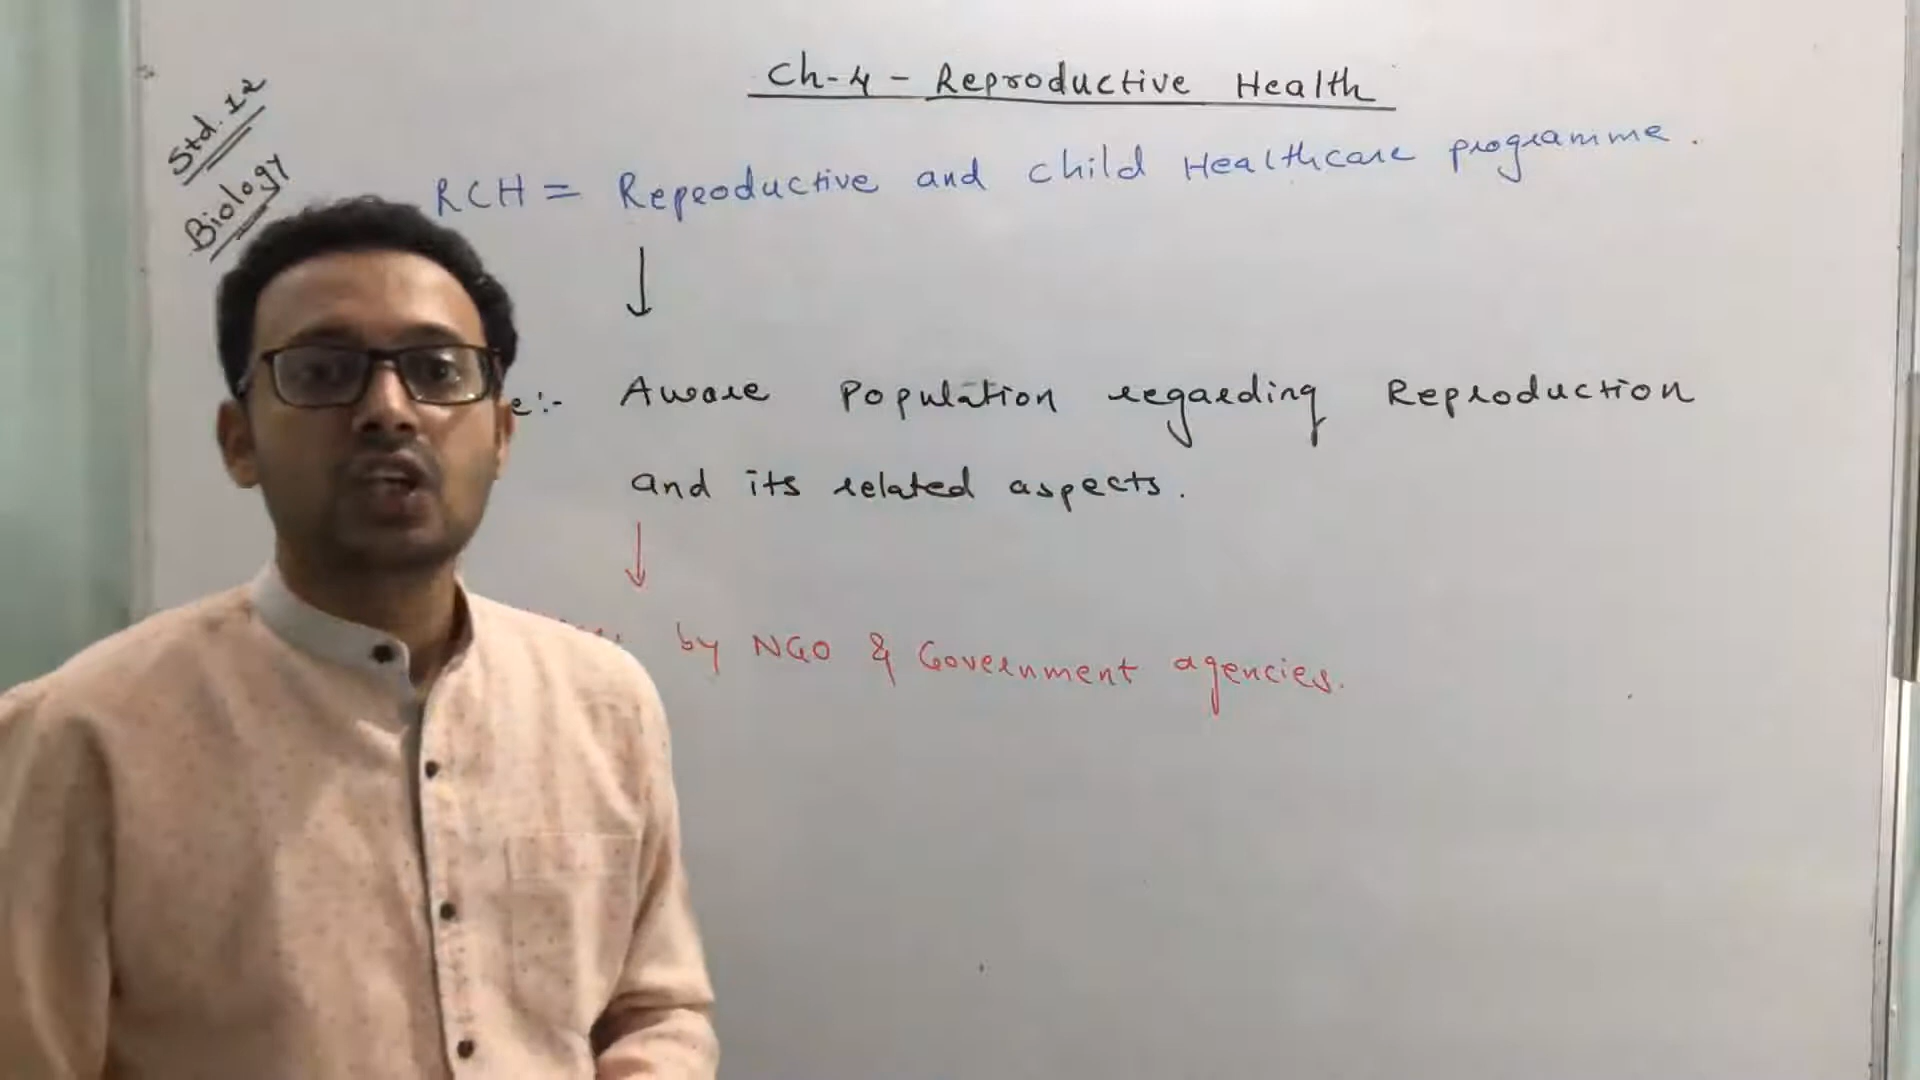 Ch-4 - Reproductive Health
Std. 12
Biology
RCH = Reproductive and child Healthcare programme.
e:- Aware Population regarding Reproduction
and its related aspects.
by NGO & Government agencies.